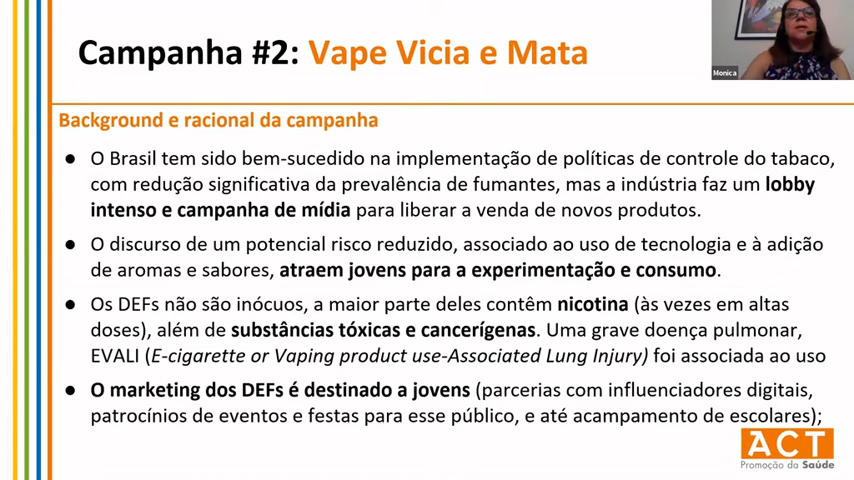 Campanha #2: Vape Vicia e Mata
Monica
Background e racional da campanha
● O Brasil tem sido bem-sucedido na implementação de políticas de controle do tabaco,
com redução significativa da prevalência de fumantes, mas a indústria faz um lobby
intenso e campanha de mídia para liberar a venda de novos produtos.
● O discurso de um potencial risco reduzido, associado ao uso de tecnologia e à adição
de aromas e sabores, atraem jovens para a experimentação e consumo.
● Os DEFs não são inócuos, a maior parte deles contêm nicotina (às vezes em altas
doses), além de substâncias tóxicas e cancerígenas. Uma grave doença pulmonar,
EVALI (E-cigarette or Vaping product use-Associated Lung Injury) foi associada ao uso
● O marketing dos DEFs é destinado a jovens (parcerias com influenciadores digitais,
patrocínios de eventos e festas para esse público, e até acampamento de escolares);
ACT
Promoção da Saúde